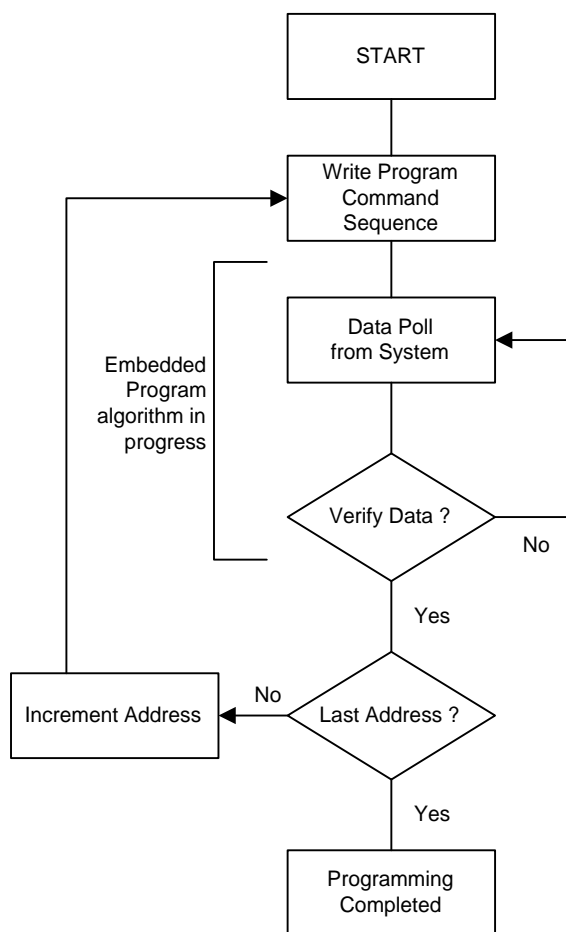 START
Write Program
Command
Sequence
Data Poll
from System
Embedded
Program
algorithm in
progress
Verify Data ?
No
Yes
No
Increment Address
Last Address ?
Yes
Programming
Completed